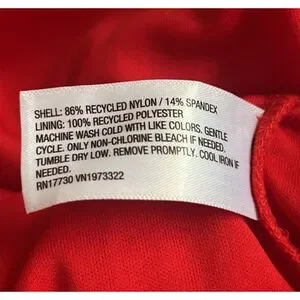 SHELL: 86% RECYCLED NYLON / 14% SPANDEX
LINING: 100% RECYCLED POLYESTER
MACHINE WASH COLD WITH LIKE COLORS. GENTLE
CYCLE. ONLY NON-CHLORINE BLEACH IF NEEDED.
TUMBLE DRY LOW. REMOVE PROMPTLY. COOL IRON IF
NEEDED.
RN17730 VN1973322